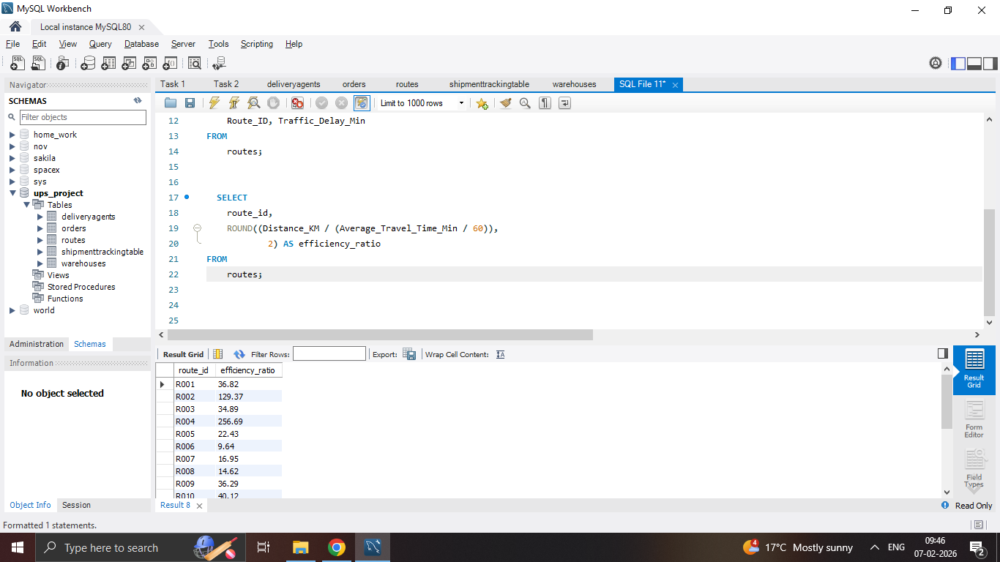 MySQL Workbench
Local instance MySQL80
File Edit View Query Database Server Tools Scripting Help
Navigator
SCHEMAS
Filter objects
home_work
nov
sakila
spacex
sys
ups_project
Tables
deliveryagents
orders
routes
shipmenttrackingtable
warehouses
Views
Stored Procedures
Functions
world
Administration Schemas
Information
No object selected
Object Info Session
Task 1 Task 2 deliveryagents orders routes shipmenttrackingtable warehouses SQL File 11*
Limit to 1000 rows
12 Route_ID, Traffic_Delay_Min
13 FROM
14 routes;
15
16
17 SELECT
18 route_id,
19 ROUND((Distance_KM / (Average_Travel_Time_Min / 60)),
20 2) AS efficiency_ratio
21 FROM
22 routes;
23
24
25
Result Grid Filter Rows: Export: Wrap Cell Content:
route_id efficiency_ratio
R001 36.82
R002 129.37
R003 34.89
R004 256.69
R005 22.43
R006 9.64
R007 16.95
R008 14.62
R009 36.29
R010 40.12
Result
Grid
Form
Editor
Field
Types
Result 8
Read Only
Formatted 1 statements.
Type here to search
4
17°C Mostly sunny
ENG
09:46
07-02-2026
2